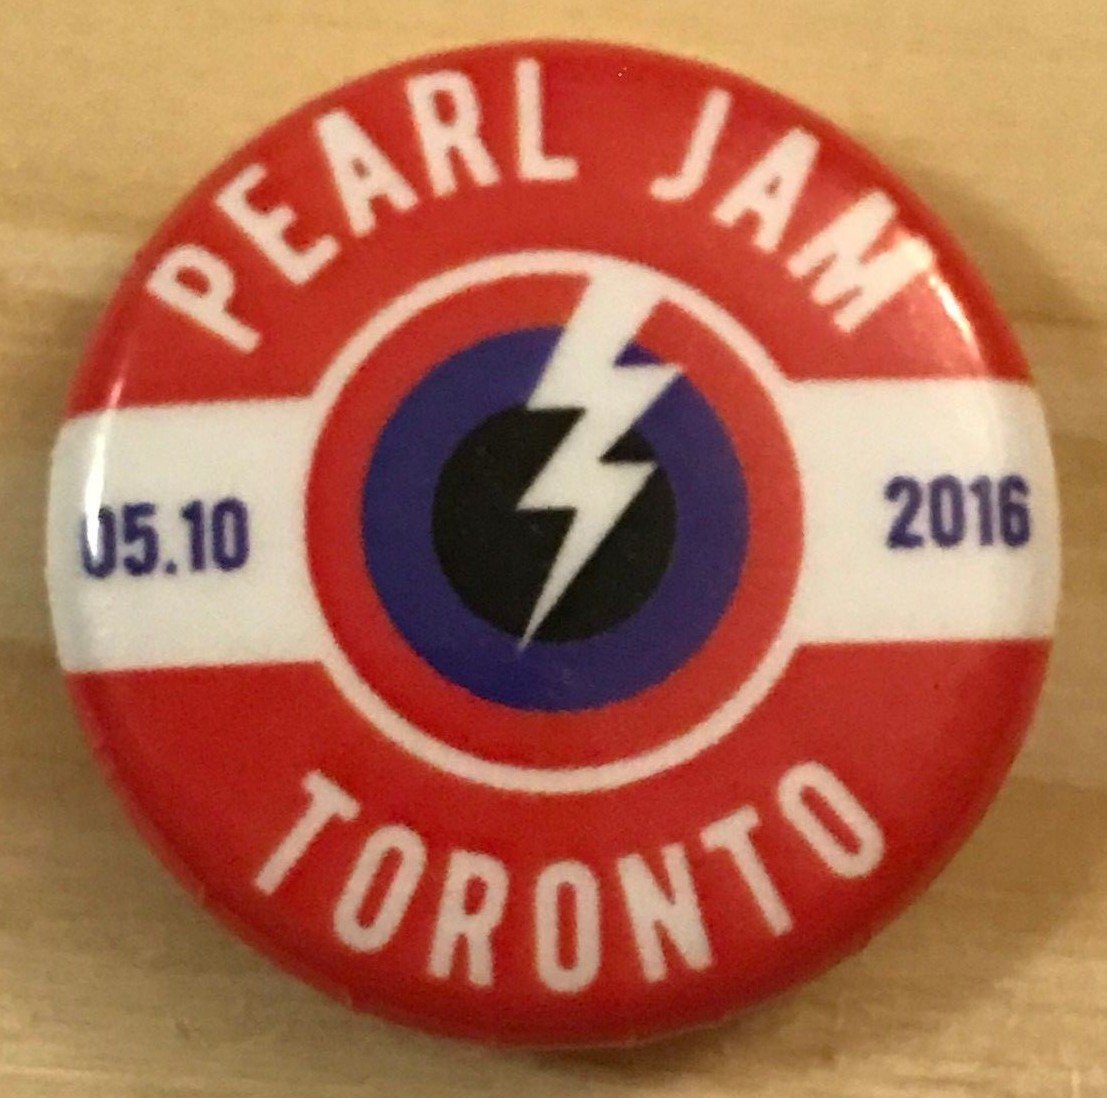 PEARL JAM
05.10
2016
TORONTO